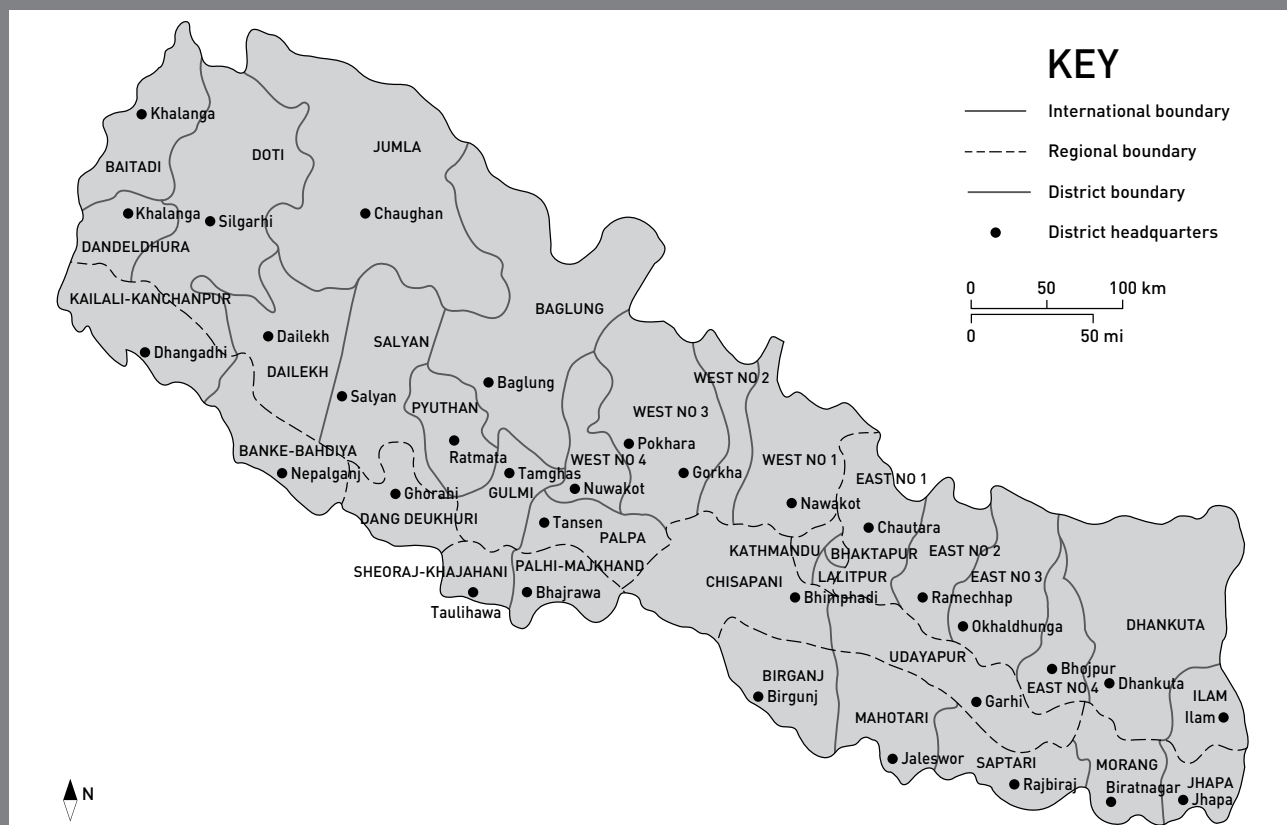 KEY
International boundary
Regional boundary
District boundary
District headquarters
0 50 100 km
0 50 mi
Khalanga
BAITADI
DOTI
JUMLA
Khalanga
Silgarhi
Chaughan
DANDELDHURA
KAILALI-KANCHANPUR
BAGLUNG
Dailekh
Dhangadhi
SALYAN
DAILEKH
WEST NO 2
Baglung
Salyan
PYUTHAN
WEST NO 3
Pokhara
BANKE-BAHDIYA
Ratmata
WEST NO 4
WEST NO 1
Nepalganj
Tamghas
Gorkha
EAST NO 1
Ghorahi
GULMI
Nuwakot
Nawakot
DANG DEUKHURI
Tansen
Chautara
PALPA
KATHMANDU
BHAKTAPUR
EAST NO 2
SHEORAJ-KHAJAHANI
PALHI-MAJKHAND
CHISAPANI
LALITPUR
EAST NO 3
Taulihawa
Bhajrawa
Bhimphadi
Ramechhap
Okhaldhunga
DHANKUTA
UDAYAPUR
BIRGANJ
Bhojpur
Birgunj
EAST NO 4
Dhankuta
ILAM
Garhi
Ilam
MAHOTARI
Jaleswor
SAPTARI
MORANG
Rajbiraj
Biratnagar
JHAPA
Jhapa
N